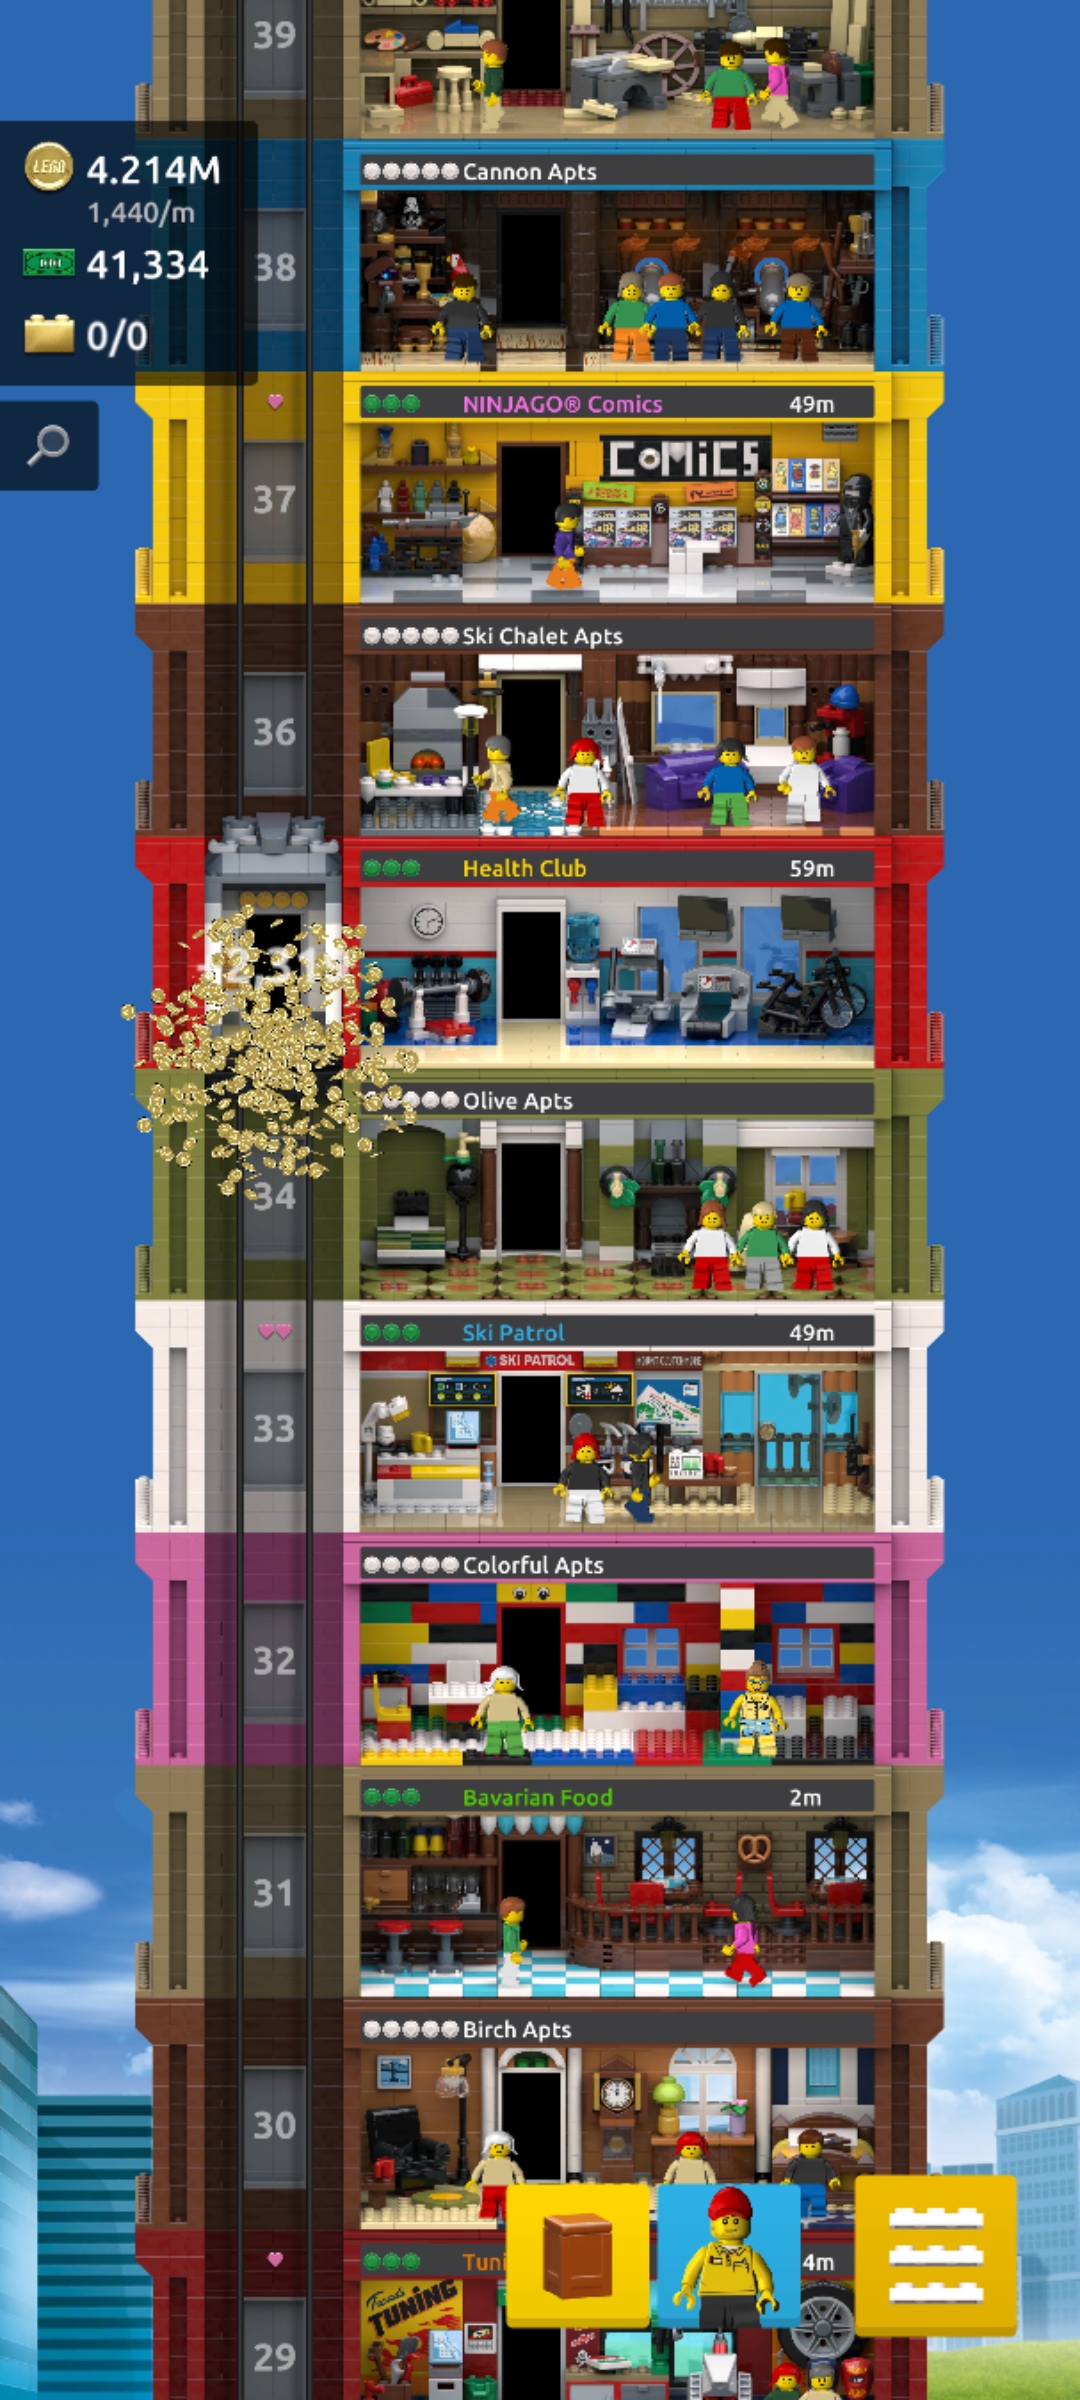 39
LEGO
4.214M
1,440/m
41,334
0/0
Cannon Apts
38
NINJAGO® Comics 49m
COMiCS
37
Ski Chalet Apts
36
Health Club 59m
Olive Apts
34
Ski Patrol 49m
SKI PATROL
33
Colorful Apts
32
Bavarian Food 2m
31
Birch Apts
30
Tuni
4m
TUNING
29